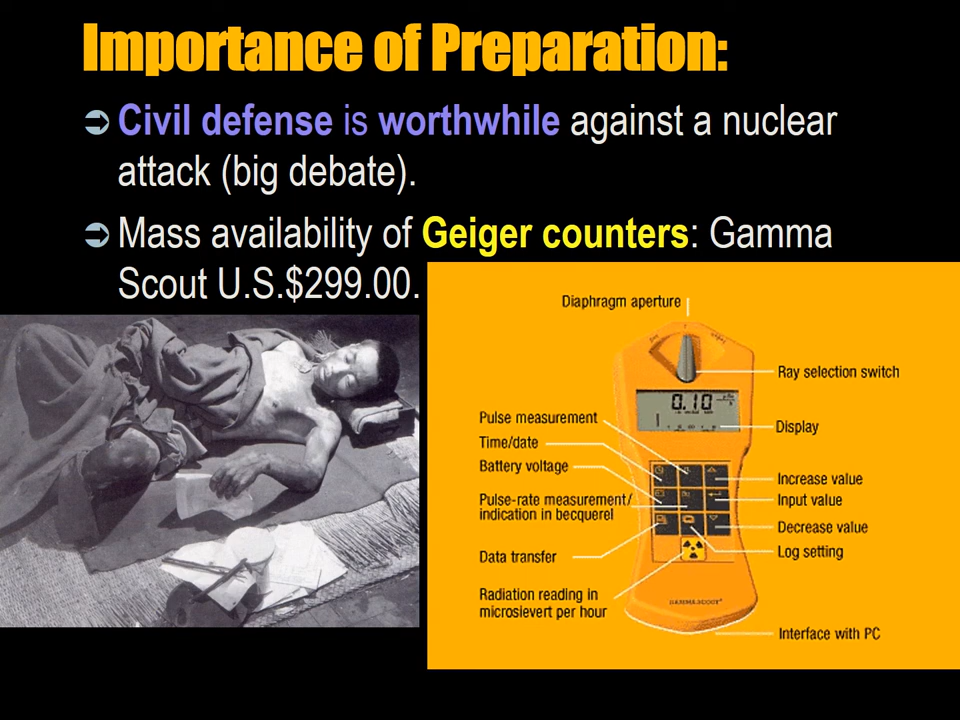 Importance of Preparation:
Civil defense is worthwhile against a nuclear
attack (big debate).
Mass availability of Geiger counters: Gamma
Scout U.S.$299.00.
Diaphragm aperture
Ray selection switch
0.10
Pulse measurement
Display
Time/date
Battery voltage
Increase value
Pulse-rate measurement/
indication in becquerel
Input value
Decrease value
Data transfer
Log setting
Radiation reading in
microsievert per hour
GAMMA-SCOUT®
Interface with PC